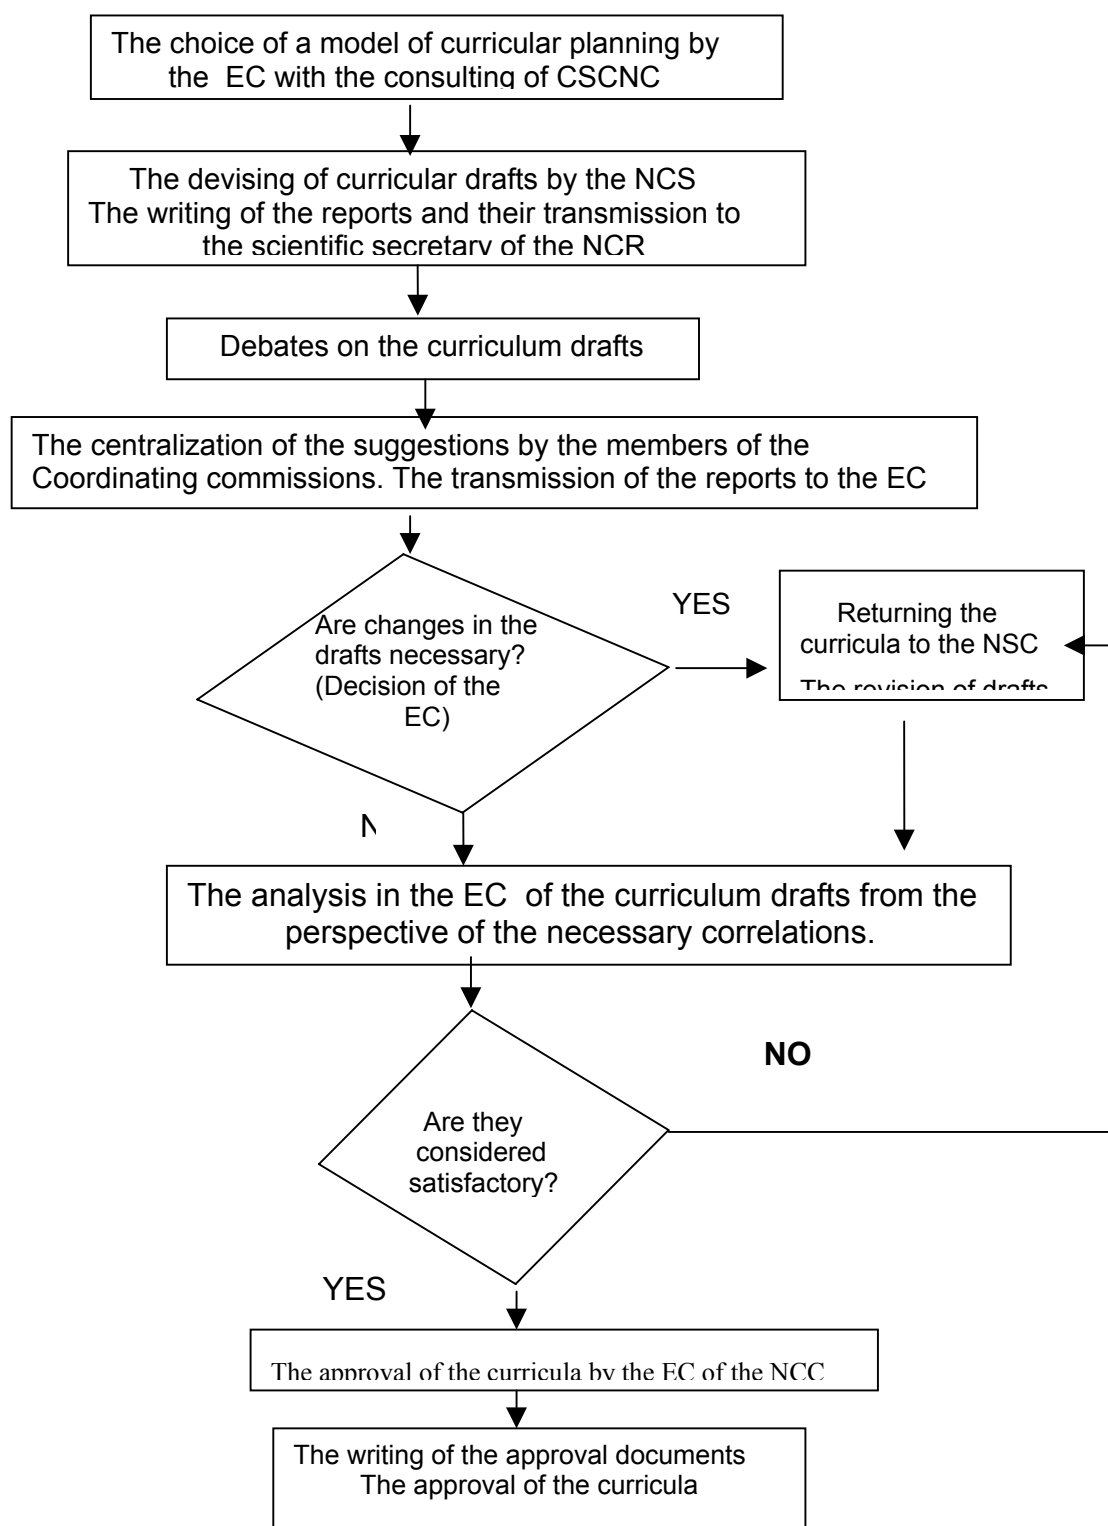 The choice of a model of curricular planning by
the EC with the consulting of CSCNC
The devising of curricular drafts by the NCS
The writing of the reports and their transmission to
the scientific secretary of the NCR
Debates on the curriculum drafts
The centralization of the suggestions by the members of the
Coordinating commissions. The transmission of the reports to the EC
Are changes in the
drafts necessary?
(Decision of the
EC)
YES
Returning the
curricula to the NSC
The revision of drafts
N
The analysis in the EC of the curriculum drafts from the
perspective of the necessary correlations.
NO
Are they
considered
satisfactory?
YES
The approval of the curricula by the EC of the NCC
The writing of the approval documents
The approval of the curricula